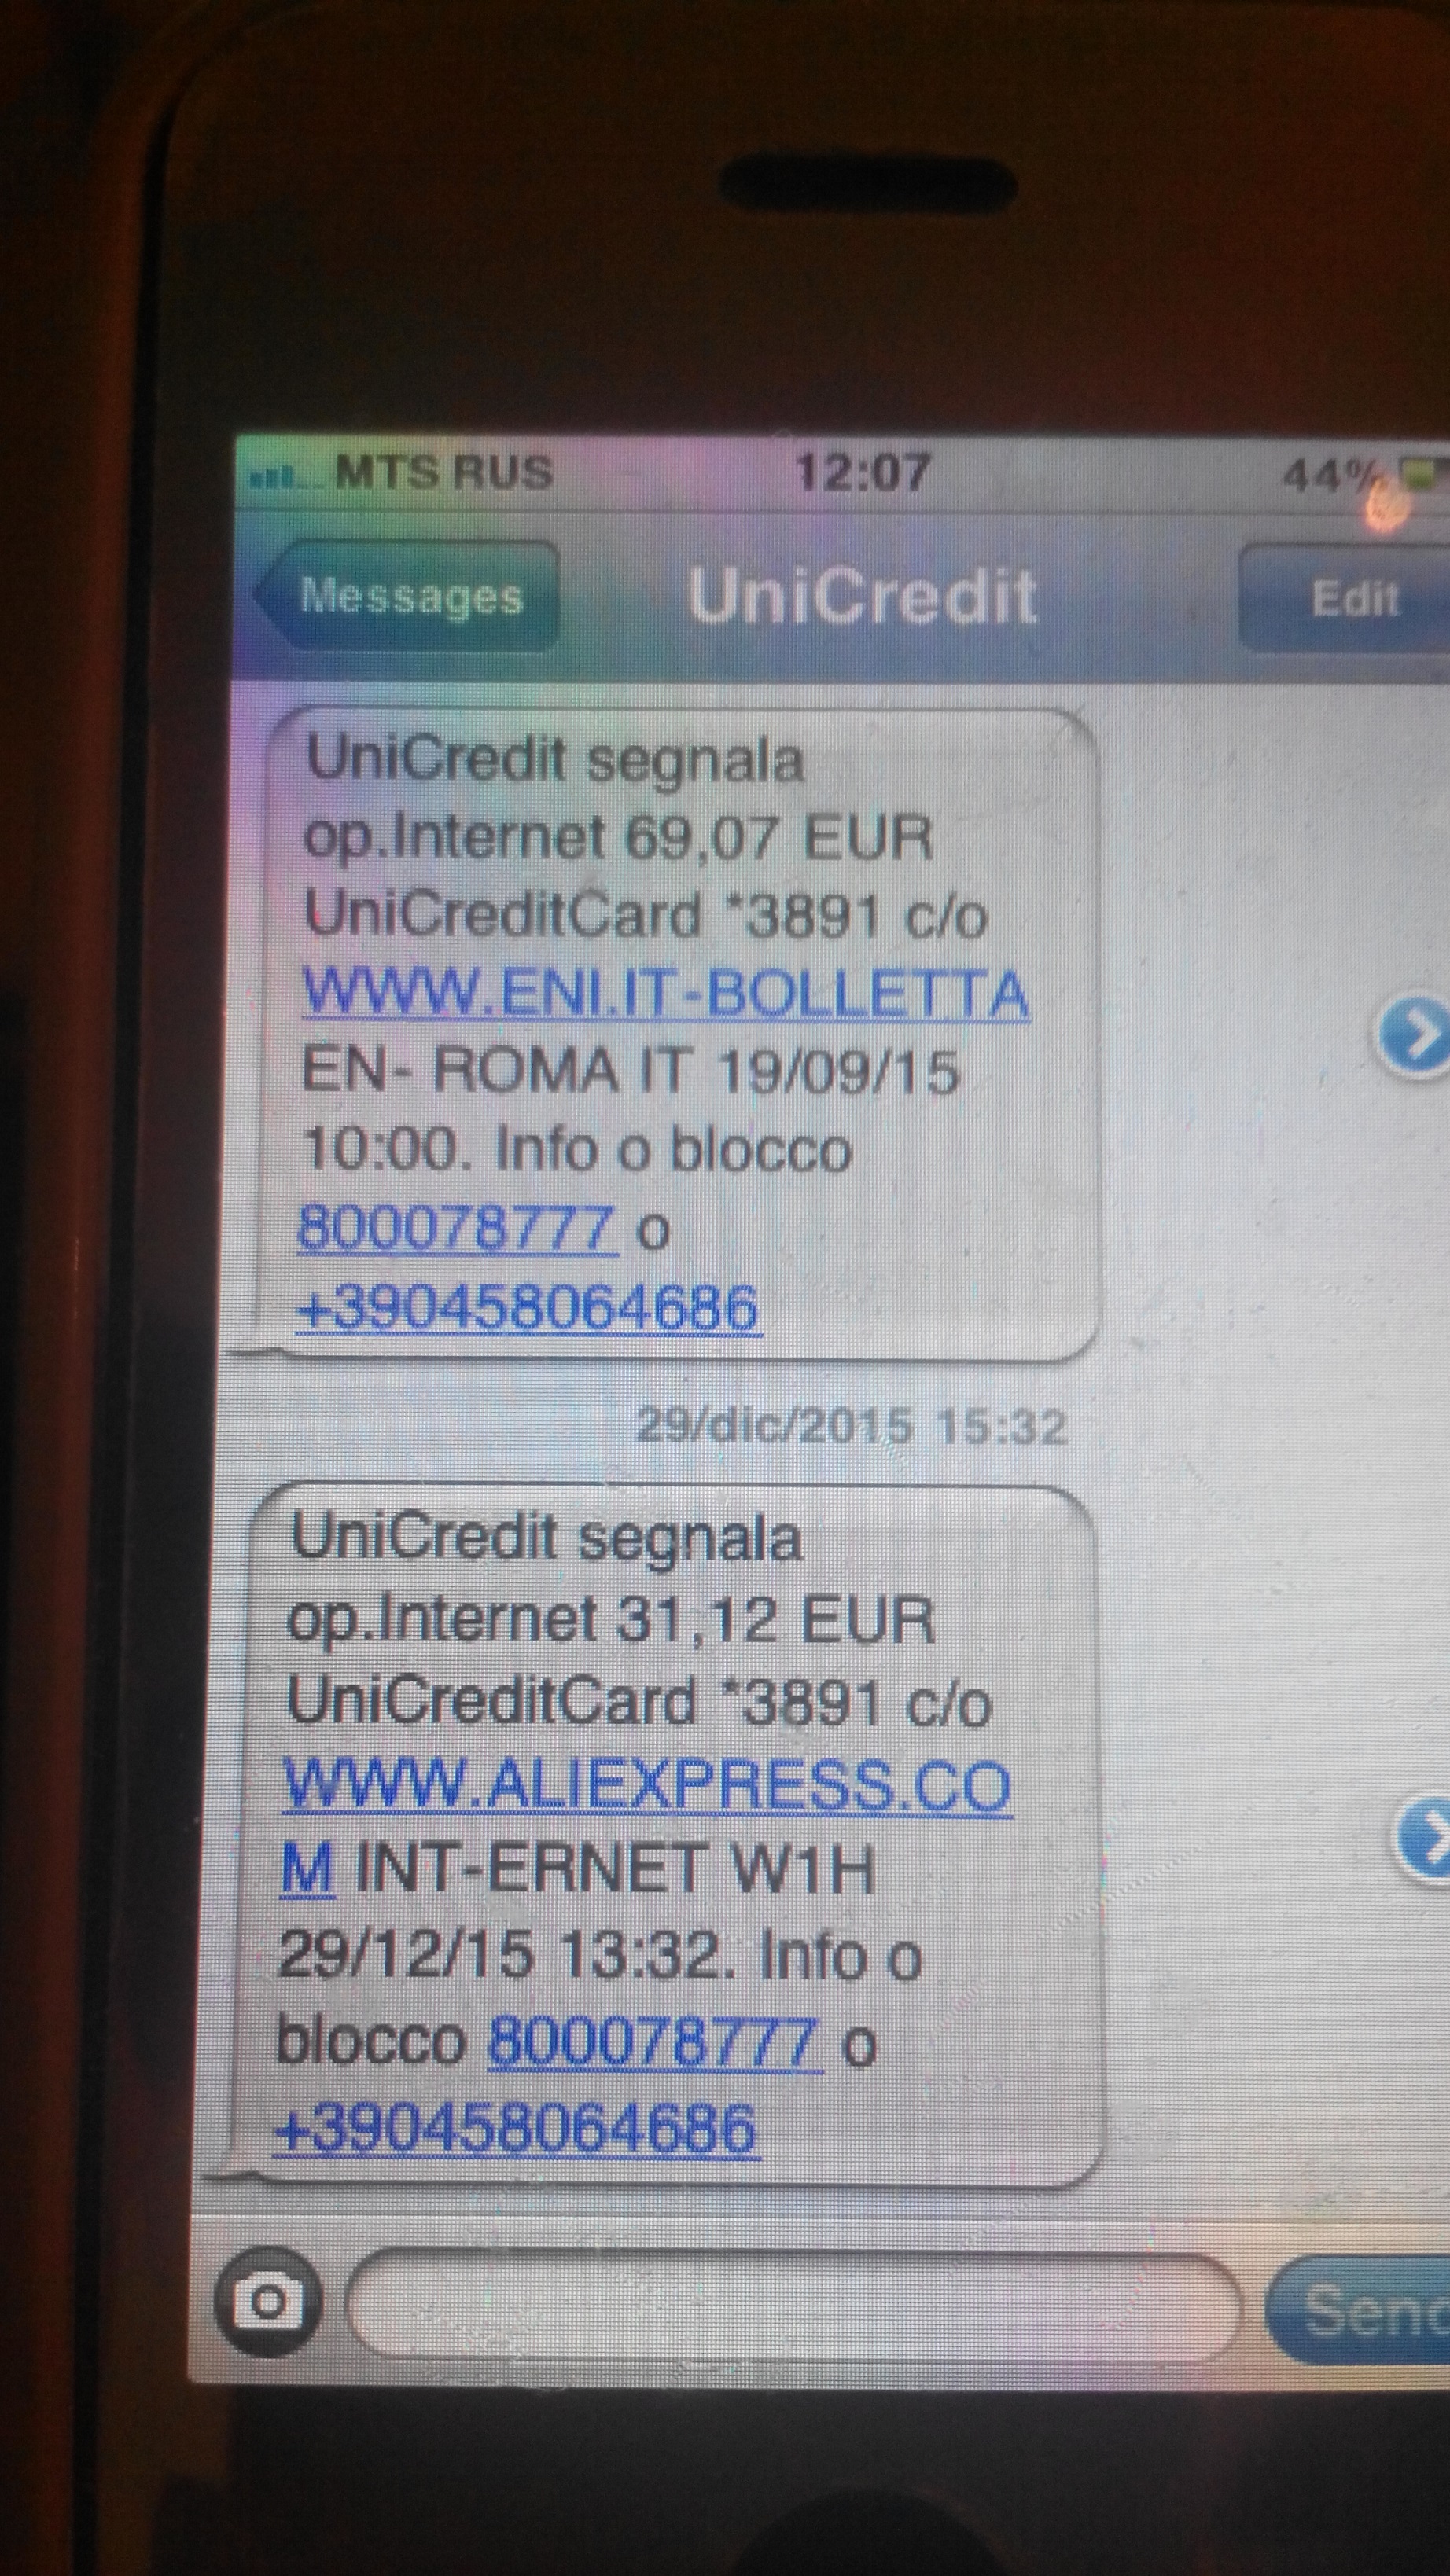 MTS RUS 12:07 44%
Messages UniCredit Edit
UniCredit segnala
op.Internet 69,07 EUR
UniCreditCard *3891 c/o
WWW.ENI.IT-BOLLETTA
EN- ROMA IT 19/09/15
10:00. Info o blocco
800078777 o
+390458064686
29/dic/2015 15:32
UniCredit segnala
op.Internet 31,12 EUR
UniCreditCard *3891 c/o
WWW.ALIEXPRESS.CO
M INT-ERNET W1H
29/12/15 13:32. Info o
blocco 800078777 o
+390458064686
Send